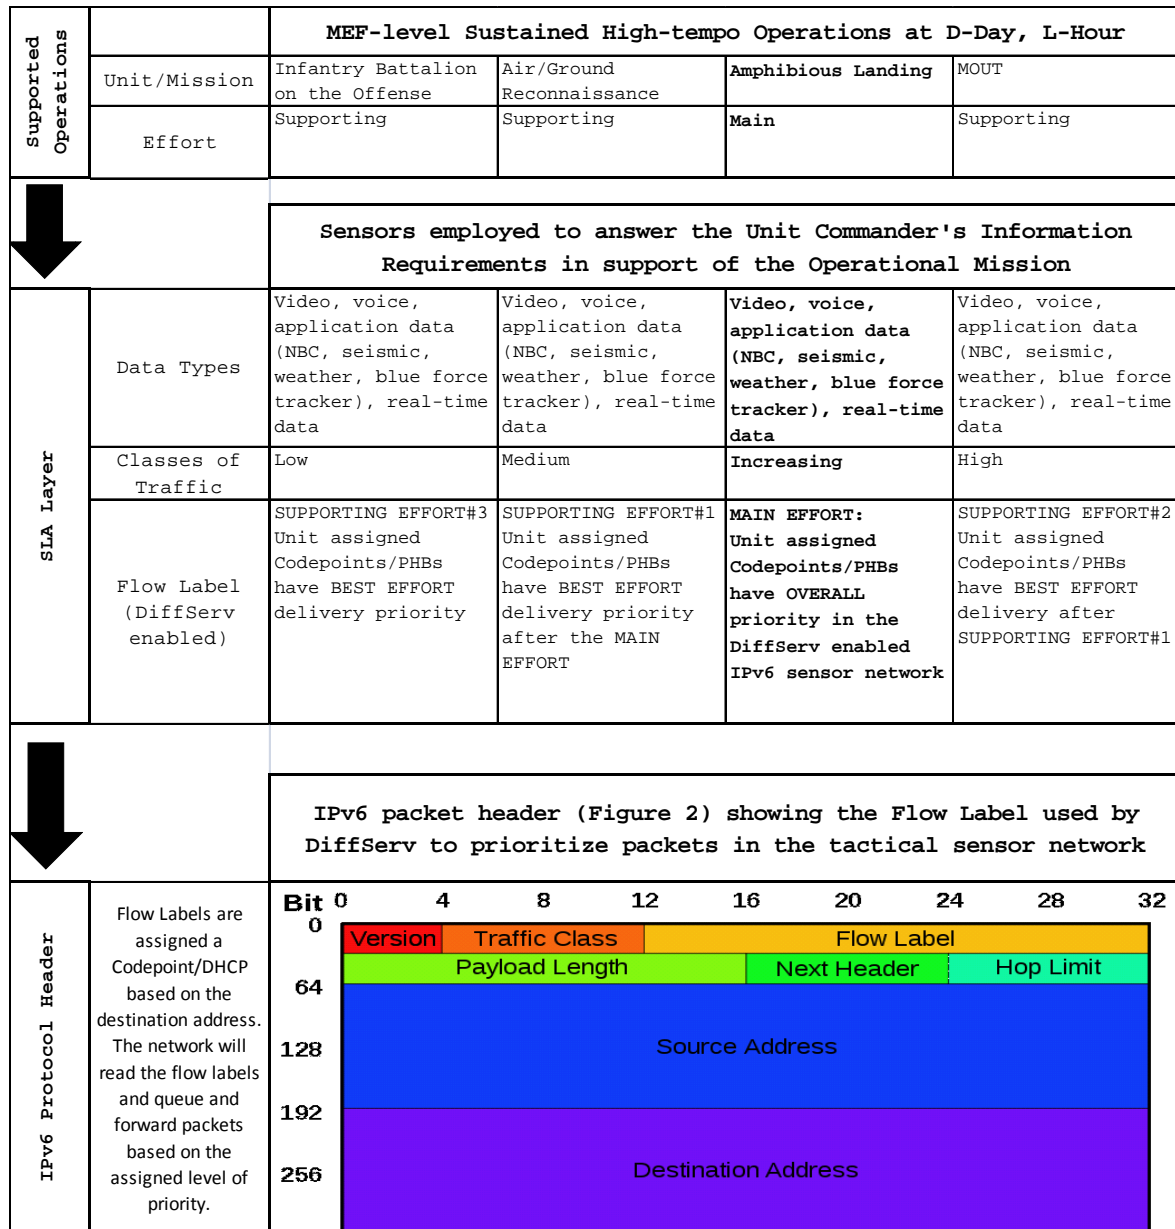 Supported
Operations
MEF-level Sustained High-tempo Operations at D-Day, L-Hour
Unit/Mission
Infantry Battalion
on the Offense
Air/Ground
Reconnaissance
Amphibious Landing
MOUT
Effort
Supporting
Supporting
Main
Supporting
Sensors employed to answer the Unit Commander's Information
Requirements in support of the Operational Mission
SLA Layer
Data Types
Video, voice,
application data
(NBC, seismic,
weather, blue force
tracker), real-time
data
Video, voice,
application data
(NBC, seismic,
weather, blue force
tracker), real-time
data
Video, voice,
application data
(NBC, seismic,
weather, blue force
tracker), real-time
data
Video, voice,
application data
(NBC, seismic,
weather, blue force
tracker), real-time
data
Classes of
Traffic
Low
Medium
Increasing
High
Flow Label
(DiffServ
enabled)
SUPPORTING EFFORT#3
Unit assigned
Codepoints/PHBs
have BEST EFFORT
delivery priority
SUPPORTING EFFORT#1
Unit assigned
Codepoints/PHBs
have BEST EFFORT
delivery priority
after the MAIN
EFFORT
MAIN EFFORT:
Unit assigned
Codepoints/PHBs
have OVERALL
priority in the
DiffServ enabled
IPv6 sensor network
SUPPORTING EFFORT#2
Unit assigned
Codepoints/PHBs
have BEST EFFORT
delivery after
SUPPORTING EFFORT#1
IPv6 packet header (Figure 2) showing the Flow Label used by
DiffServ to prioritize packets in the tactical sensor network
IPv6 Protocol Header
Flow Labels are
assigned a
Codepoint/DHCP
based on the
destination address.
The network will
read the flow labels
and queue and
forward packets
based on the
assigned level of
priority.
Bit 0 4 8 12 16 20 24 28 32
0
Version Traffic Class Flow Label
Payload Length Next Header Hop Limit
64
128
Source Address
192
256
Destination Address